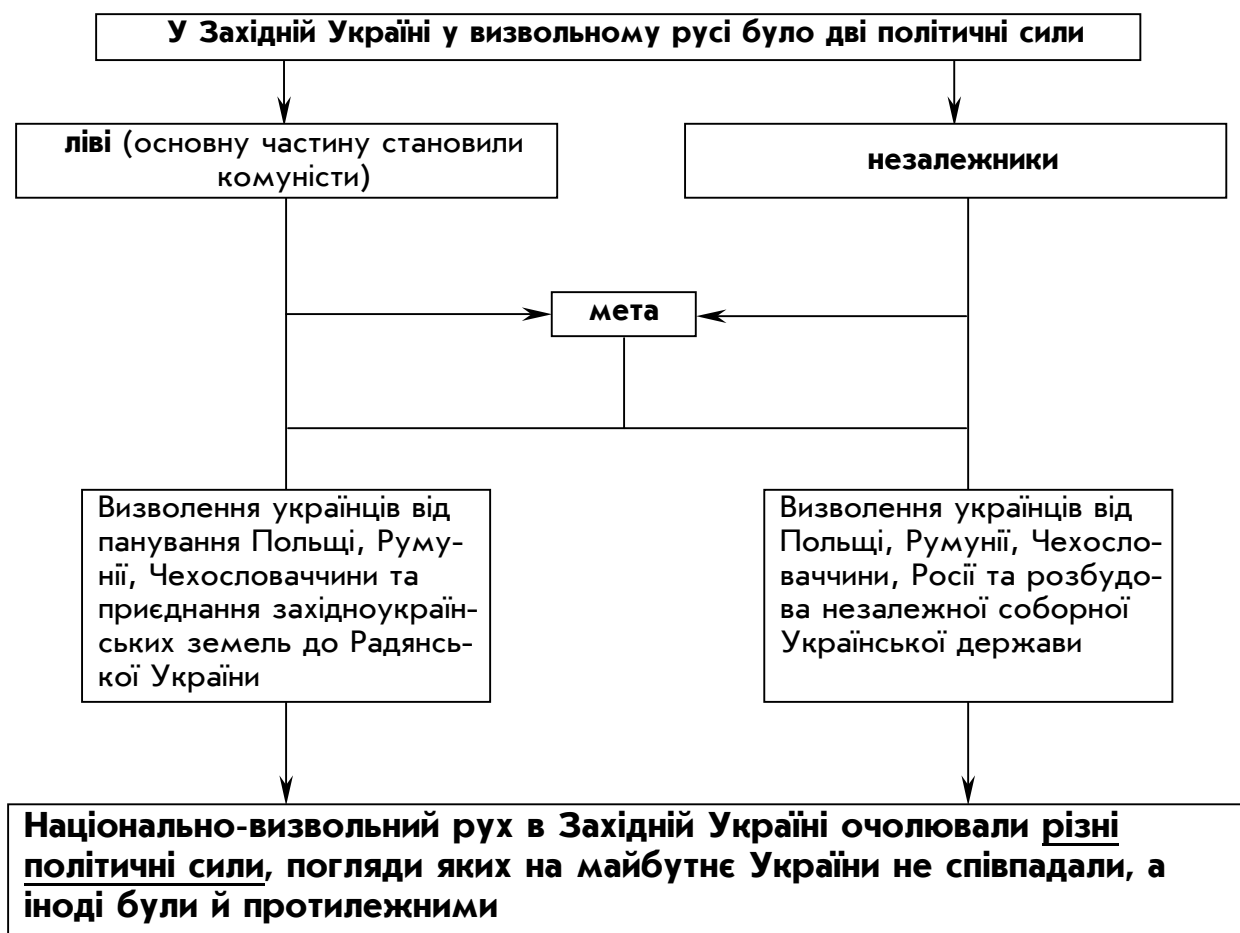 У Західній Україні у визвольному русі було дві політичні сили
ліві (основну частину становили
комуністи)
незалежники
мета
Визволення українців від
панування Польщі, Руму-
нії, Чехословаччини та
приєднання західноукраїн-
ських земель до Радянсь-
кої України
Визволення українців від
Польщі, Румунії, Чехосло-
ваччини, Росії та розбудо-
ва незалежної соборної
Української держави
Національно-визвольний рух в Західній Україні очолювали різні
політичні сили, погляди яких на майбутнє України не співпадали, а
іноді були й протилежними